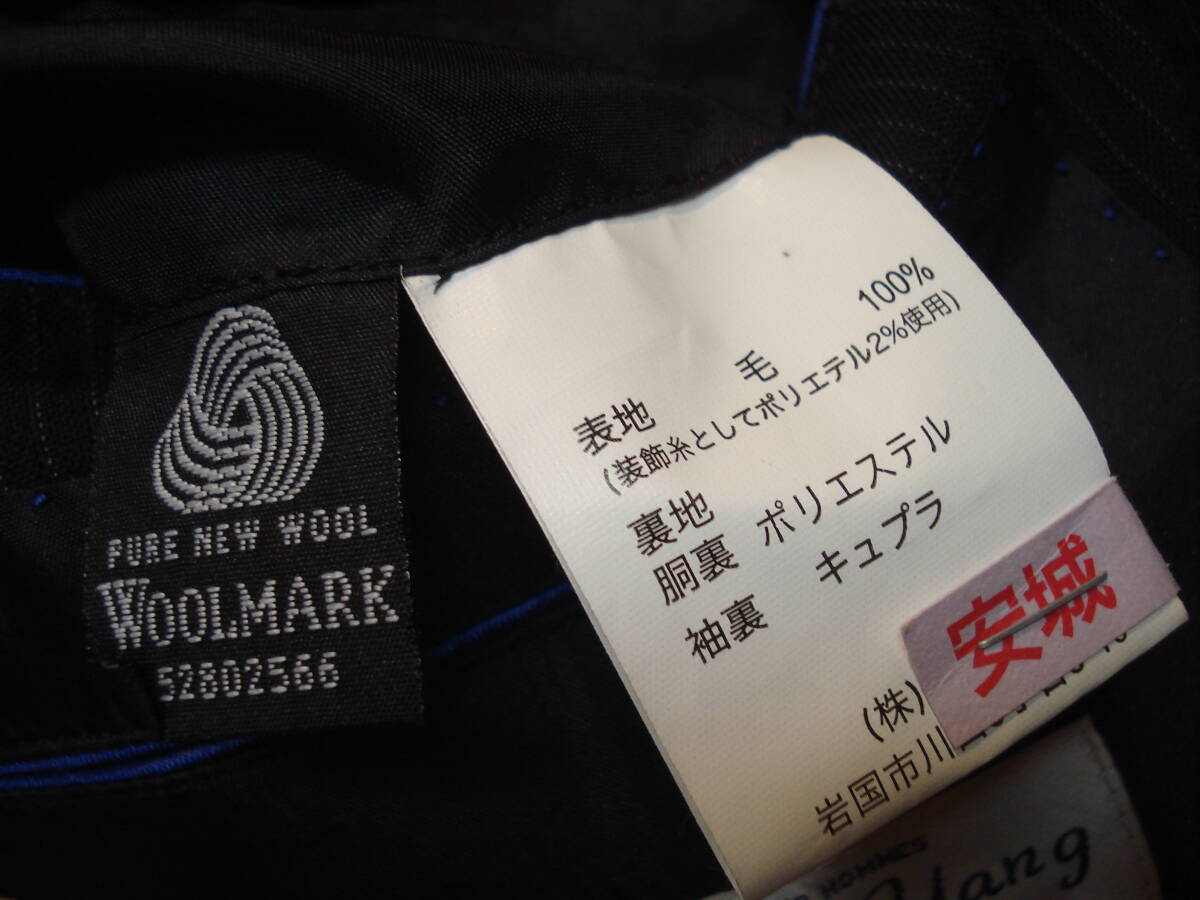 PURE NEW WOOL
WOOLMARK
52802566
表地 毛 100%
(装飾糸としてポリエテル2%使用)
裏地
胴裏 ポリエステル
袖裏 キュプラ
安城
(株)
岩国市川
HOMMES